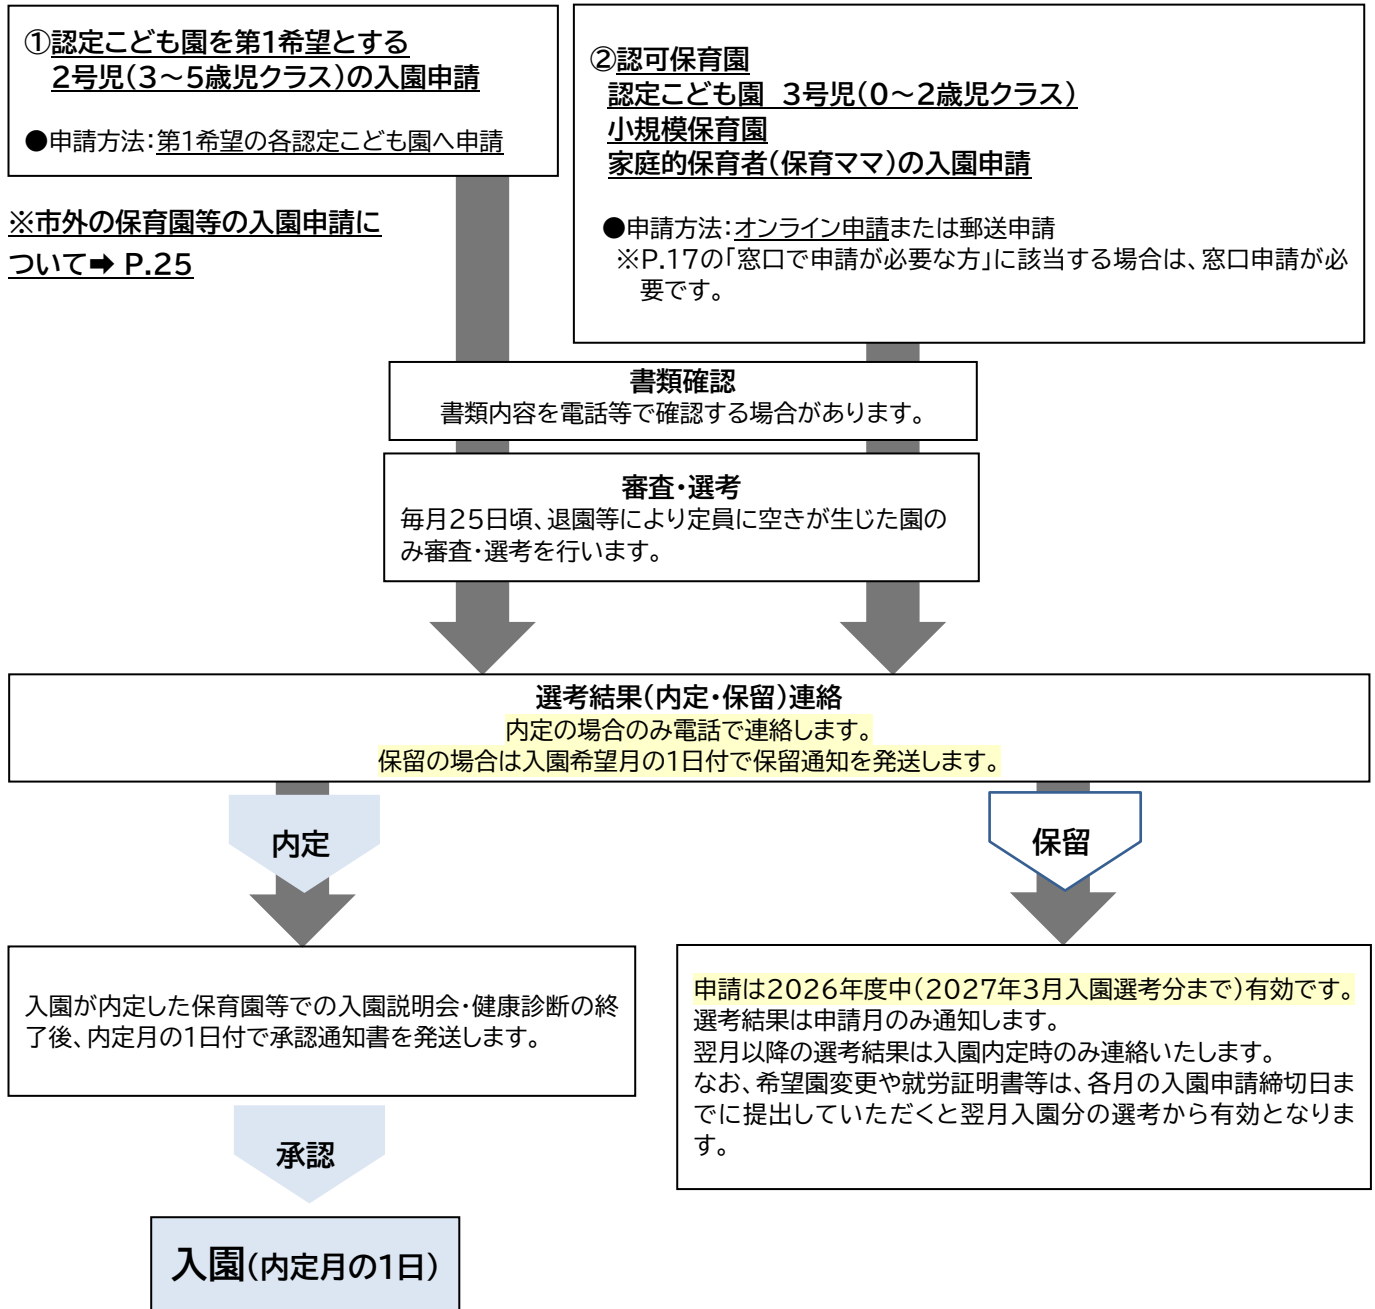 ①認定こども園を第1希望とする
2号児(3～5歳児クラス)の入園申請
●申請方法:第1希望の各認定こども園へ申請
※市外の保育園等の入園申請に
ついて➡ P.25
②認可保育園
認定こども園 3号児(0～2歳児クラス)
小規模保育園
家庭的保育者(保育ママ)の入園申請
●申請方法:オンライン申請または郵送申請
※P.17の「窓口で申請が必要な方」に該当する場合は、窓口申請が必
要です。
書類確認
書類内容を電話等で確認する場合があります。
審査・選考
毎月25日頃、退園等により定員に空きが生じた園の
み審査・選考を行います。
選考結果(内定・保留)連絡
内定の場合のみ電話で連絡します。
保留の場合は入園希望月の1日付で保留通知を発送します。
内定
保留
入園が内定した保育園等での入園説明会・健康診断の終
了後、内定月の1日付で承認通知書を発送します。
申請は2026年度中(2027年3月入園選考分まで)有効です。
選考結果は申請月のみ通知します。
翌月以降の選考結果は入園内定時のみ連絡いたします。
なお、希望園変更や就労証明書等は、各月の入園申請締切日ま
でに提出していただくと翌月入園分の選考から有効となりま
す。
承認
入園(内定月の1日)